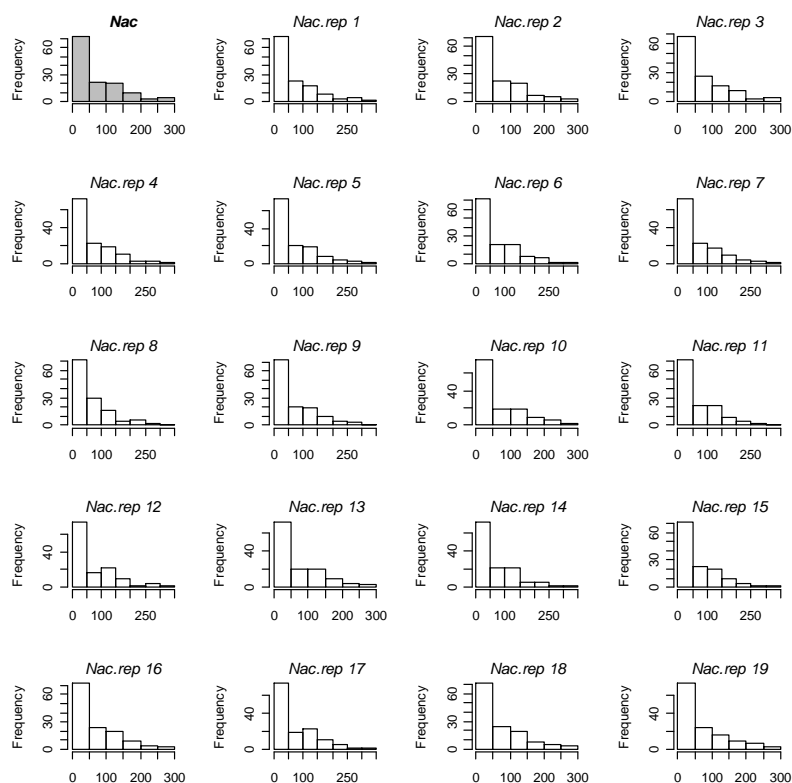 Nac
Frequency
0 30 60
0 100 200 300
Nac.rep 1
Frequency
0 30 60
0 100 250
Nac.rep 2
Frequency
0 30 60
0 100 200 300
Nac.rep 3
Frequency
0 30 60
0 100 200 300
Nac.rep 4
Frequency
0 40
0 100 250
Nac.rep 5
Frequency
0 40
0 100 250
Nac.rep 6
Frequency
0 30 60
0 100 250
Nac.rep 7
Frequency
0 40
0 100 250
Nac.rep 8
Frequency
0 30 60
0 100 250
Nac.rep 9
Frequency
0 30 60
0 100 250
Nac.rep 10
Frequency
0 40
0 100 200 300
Nac.rep 11
Frequency
0 30 60
0 100 250
Nac.rep 12
Frequency
0 40
0 100 250
Nac.rep 13
Frequency
0 40
0 100 200 300
Nac.rep 14
Frequency
0 40
0 100 250
Nac.rep 15
Frequency
0 30 60
0 100 250
Nac.rep 16
Frequency
0 30 60
0 100 200 300
Nac.rep 17
Frequency
0 40
0 100 250
Nac.rep 18
Frequency
0 30 60
0 100 200 300
Nac.rep 19
Frequency
0 40
0 100 200 300